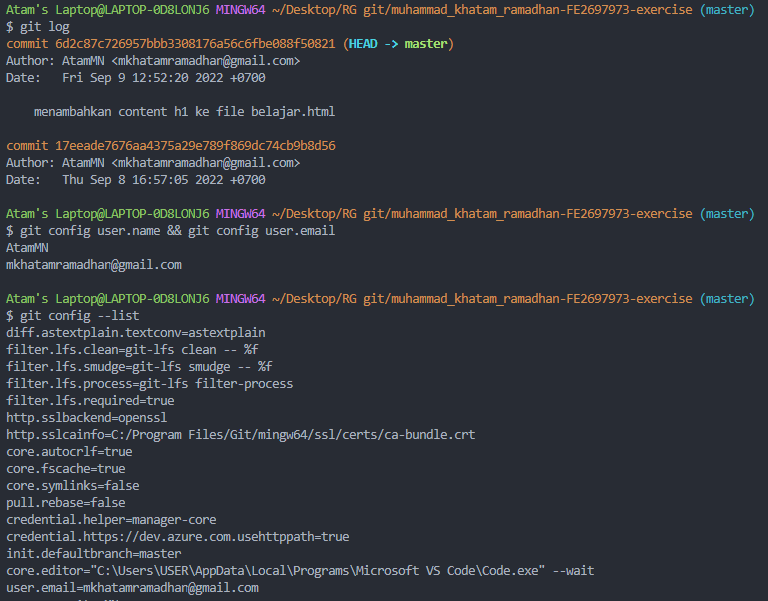 Atam's Laptop@LAPTOP-0D8LONJ6 MINGW64 ~/Desktop/RG git/muhammad_khatam_ramadhan-FE2697973-exercise (master)
$ git log
commit 6d2c87c726957bbb3308176a56c6fbe088f50821 (HEAD -> master)
Author: AtamMN <mkhatamramadhan@gmail.com>
Date:   Fri Sep 9 12:52:20 2022 +0700

    menambahkan content h1 ke file belajar.html

commit 17eeade7676aa4375a29e789f869dc74cb9b8d56
Author: AtamMN <mkhatamramadhan@gmail.com>
Date:   Thu Sep 8 16:57:05 2022 +0700

Atam's Laptop@LAPTOP-0D8LONJ6 MINGW64 ~/Desktop/RG git/muhammad_khatam_ramadhan-FE2697973-exercise (master)
$ git config user.name && git config user.email
AtamMN
mkhatamramadhan@gmail.com

Atam's Laptop@LAPTOP-0D8LONJ6 MINGW64 ~/Desktop/RG git/muhammad_khatam_ramadhan-FE2697973-exercise (master)
$ git config --list
diff.astextplain.textconv=astextplain
filter.lfs.clean=git-lfs clean -- %f
filter.lfs.smudge=git-lfs smudge -- %f
filter.lfs.process=git-lfs filter-process
filter.lfs.required=true
http.sslbackend=openssl
http.sslcainfo=C:/Program Files/Git/mingw64/ssl/certs/ca-bundle.crt
core.autocrlf=true
core.fscache=true
core.symlinks=false
pull.rebase=false
credential.helper=manager-core
credential.https://dev.azure.com.usehttppath=true
init.defaultbranch=master
core.editor="C:\Users\USER\AppData\Local\Programs\Microsoft VS Code\Code.exe" --wait
user.email=mkhatamramadhan@gmail.com